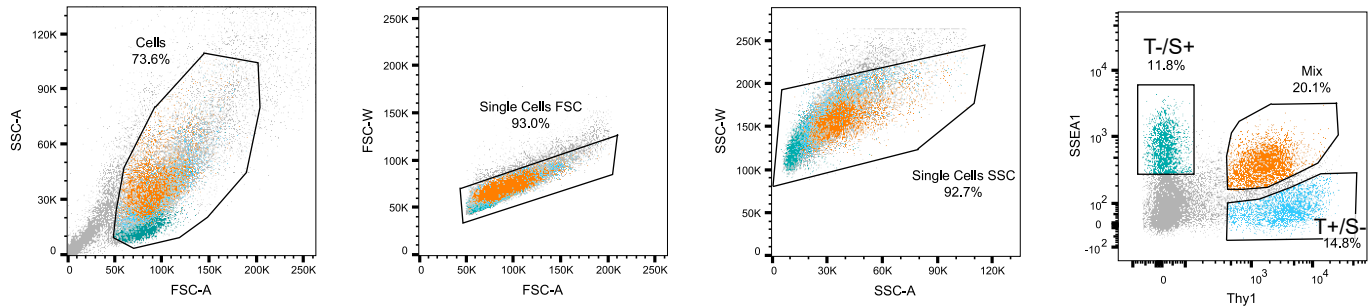 120K
90K
60K
30K
0
SSC-A
Cells
73.6%
0
50K
100K
150K
200K
250K
FSC-A
250K
200K
150K
100K
50K
0
FSC-W
Single Cells FSC
93.0%
0
50K
100K
150K
200K
250K
FSC-A
250K
200K
150K
100K
50K
0
SSC-W
Single Cells SSC
92.7%
0
30K
60K
90K
120K
SSC-A
10^4
10^3
10^2
0
-10^2
SSEA1
T-/S+
11.8%
Mix
20.1%
T+/S-
14.8%
0
10^3
10^4
Thy1